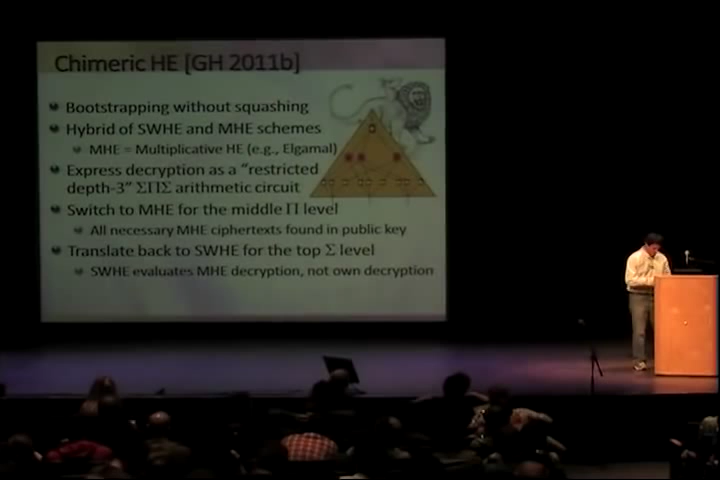 Chimeric HE [GH 2011b]
Bootstrapping without squashing
Hybrid of SWHE and MHE schemes
MHE = Multiplicative HE (e.g., Elgamal)
Express decryption as a "restricted
depth-3" ΣΠΣ arithmetic circuit
Switch to MHE for the middle Π level
All necessary MHE ciphertexts found in public key
Translate back to SWHE for the top Σ level
SWHE evaluates MHE decryption, not own decryption